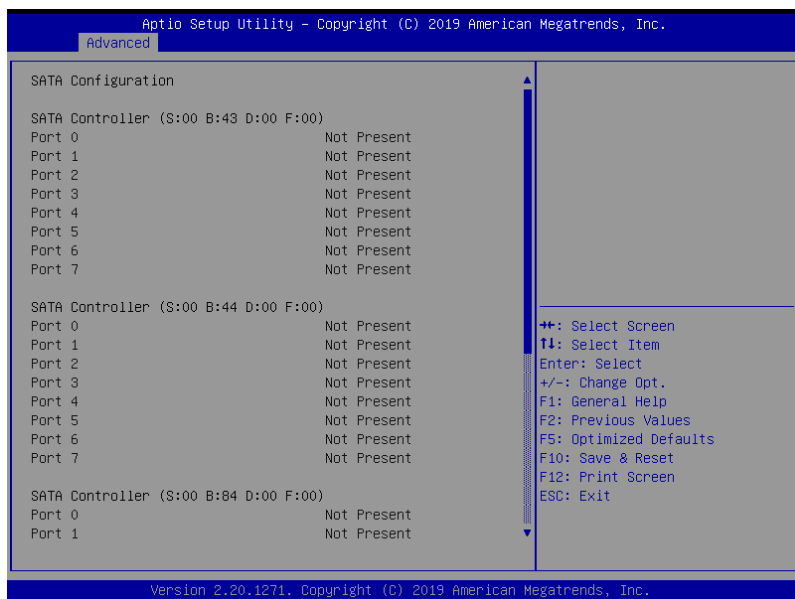 Aptio Setup Utility – Copyright (C) 2019 American Megatrends, Inc.
Advanced
SATA Configuration
SATA Controller (S:00 B:43 D:00 F:00)
Port 0 Not Present
Port 1 Not Present
Port 2 Not Present
Port 3 Not Present
Port 4 Not Present
Port 5 Not Present
Port 6 Not Present
Port 7 Not Present
SATA Controller (S:00 B:44 D:00 F:00)
Port 0 Not Present
Port 1 Not Present
Port 2 Not Present
Port 3 Not Present
Port 4 Not Present
Port 5 Not Present
Port 6 Not Present
Port 7 Not Present
SATA Controller (S:00 B:84 D:00 F:00)
Port 0 Not Present
Port 1 Not Present
→←: Select Screen
↑↓: Select Item
Enter: Select
+/-: Change Opt.
F1: General Help
F2: Previous Values
F5: Optimized Defaults
F10: Save & Reset
F12: Print Screen
ESC: Exit
Version 2.20.1271. Copyright (C) 2019 American Megatrends, Inc.